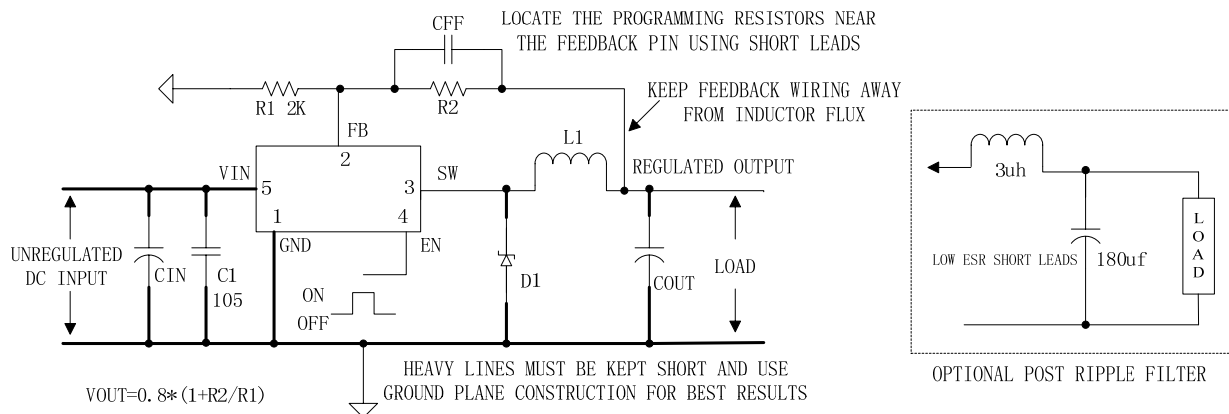 CFF
LOCATE THE PROGRAMMING RESISTORS NEAR
THE FEEDBACK PIN USING SHORT LEADS
R1 2K
R2
KEEP FEEDBACK WIRING AWAY
FROM INDUCTOR FLUX
FB
2
L1
VIN
5
3
SW
REGULATED OUTPUT
1
4
GND
EN
UNREGULATED
DC INPUT
CIN
C1
105
ON
OFF
D1
COUT
LOAD
VOUT=0.8*(1+R2/R1)
HEAVY LINES MUST BE KEPT SHORT AND USE
GROUND PLANE CONSTRUCTION FOR BEST RESULTS
3uh
LOW ESR SHORT LEADS
180uf
LOAD
OPTIONAL POST RIPPLE FILTER